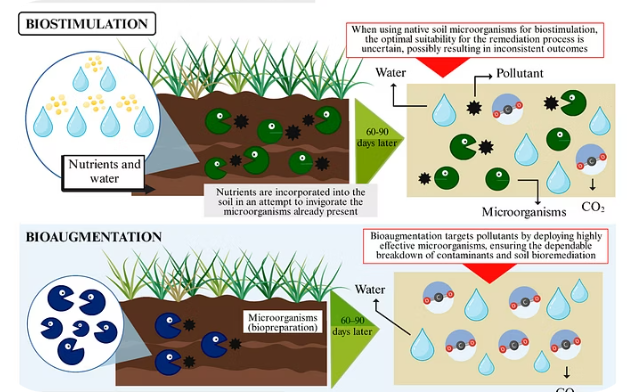 BIOSTIMULATION
When using native soil microorganisms for biostimulation,
the optimal suitability for the remediation process is
uncertain, possibly resulting in inconsistent outcomes
Water
Pollutant
60-90
days later
Nutrients and
water
Nutrients are incorporated into the
soil in an attempt to invigorate the
microorganisms already present
Microorganisms
CO₂
BIOAUGMENTATION
Bioaugmentation targets pollutants by deploying highly
effective microorganisms, ensuring the dependable
breakdown of contaminants and soil bioremediation
Water
Microorganisms
(biopreparation)
60–90
days later
O C O
O C O
O C O
O C O
O C O
O C O
O C O